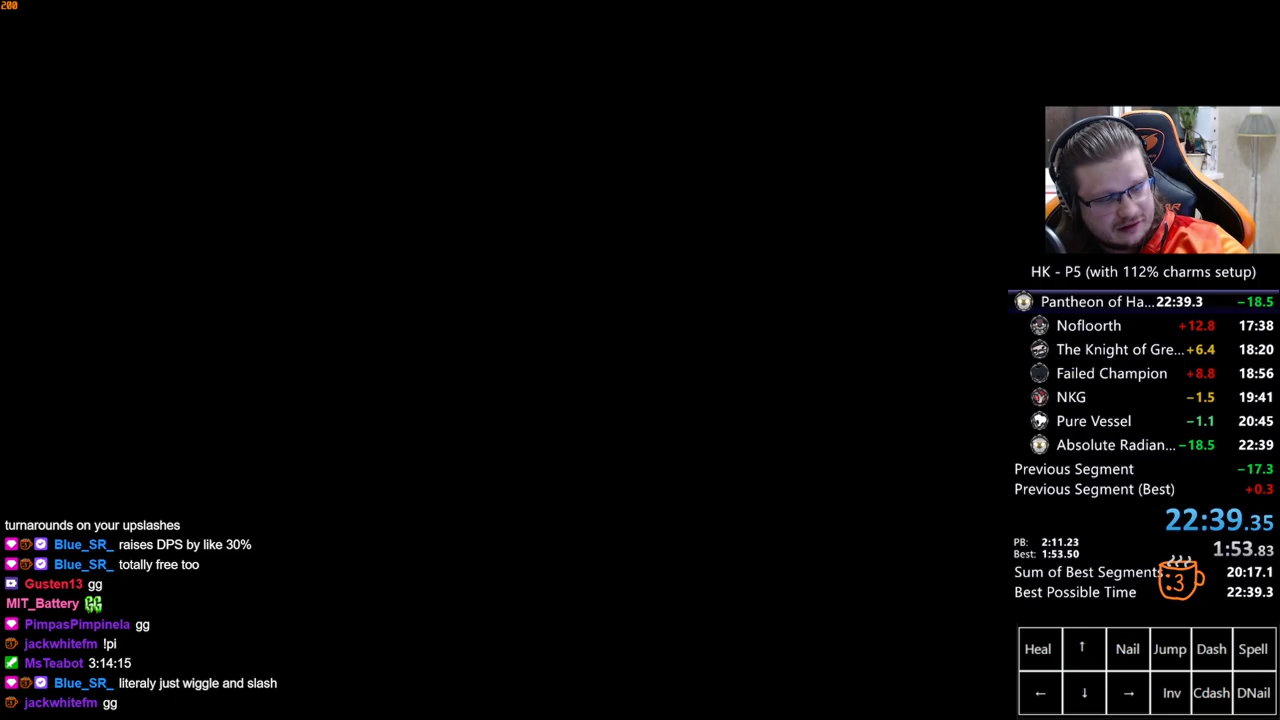 200
HK - P5 (with 112% charms setup)
Pantheon of Ha... 22:39.3 −18.5
Nofloorth +12.8 17:38
The Knight of Gre... +6.4 18:20
Failed Champion +8.8 18:56
NKG −1.5 19:41
Pure Vessel −1.1 20:45
Absolute Radian... −18.5 22:39
Previous Segment −17.3
Previous Segment (Best) +0.3
22:39.35
PB: 2:11.23
Best: 1:53.50
1:53.83
Sum of Best Segments 20:17.1
Best Possible Time 22:39.3
:3
Heal ↑ Nail Jump Dash Spell
← ↓ → Inv Cdash DNail
turnarounds on your upslashes
Blue_SR_ raises DPS by like 30%
Blue_SR_ totally free too
Gusten13 gg
MIT_Battery GG
PimpasPimpinela gg
jackwhitefm !pi
MsTeabot 3:14:15
Blue_SR_ literaly just wiggle and slash
jackwhitefm gg